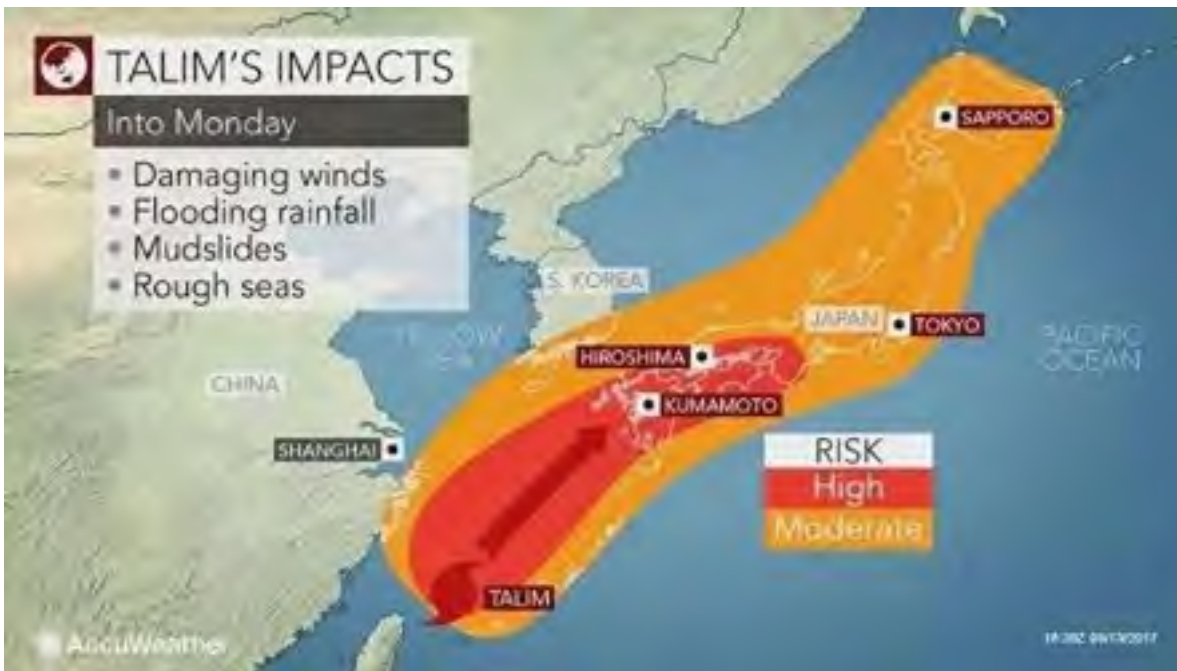 TALIM'S IMPACTS
Into Monday
• Damaging winds
• Flooding rainfall
• Mudslides
• Rough seas
SAPPORO
S. KOREA
JAPAN
TOKYO
YELLOW
PACIFIC
OCEAN
HIROSHIMA
CHINA
KUMAMOTO
SHANGHAI
RISK
High
Moderate
TALIM
AccuWeather